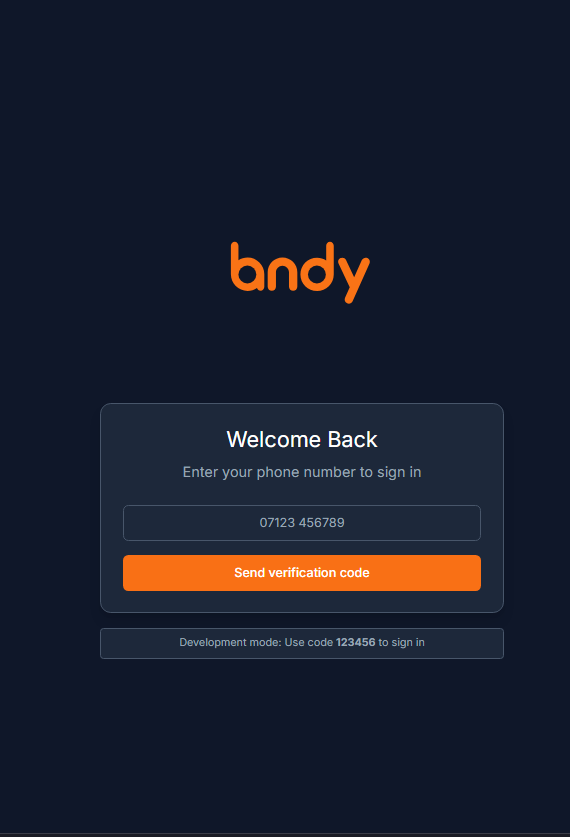 bndy
Welcome Back
Enter your phone number to sign in
07123 456789
Send verification code
Development mode: Use code 123456 to sign in